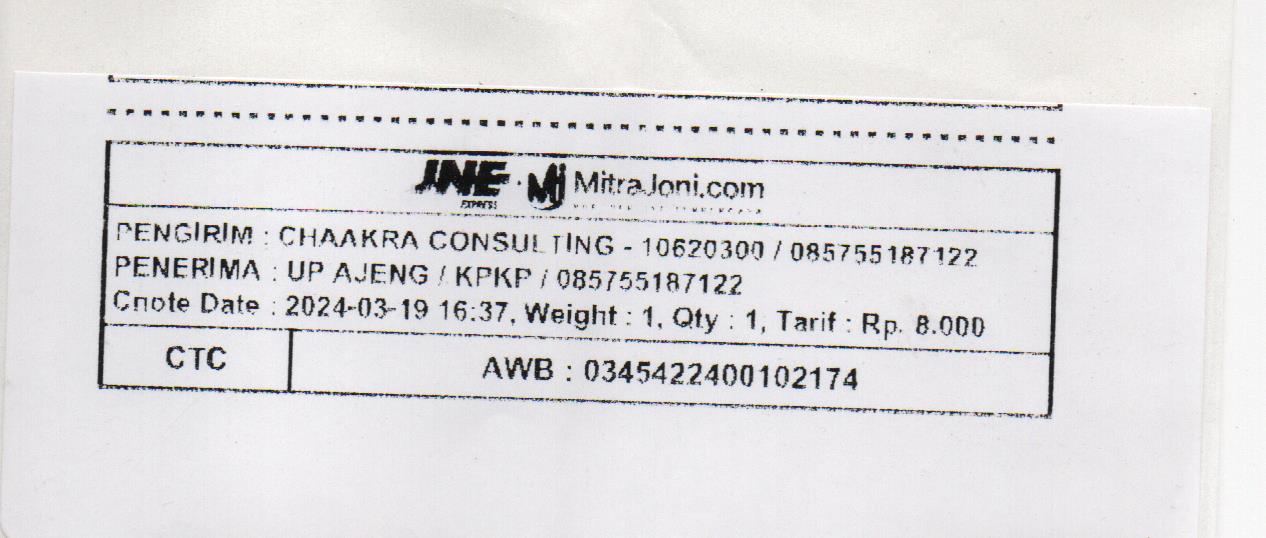 JNE · MJ MitraJoni.com
EXPRESS
PENGIRIM : CHAAKRA CONSULTING - 10620300 / 085755187122
PENERIMA : UP AJENG / KPKP / 085755187122
Cnote Date : 2024-03-19 16:37, Weight : 1, Qty : 1, Tarif : Rp. 8.000
CTC
AWB : 0345422400102174